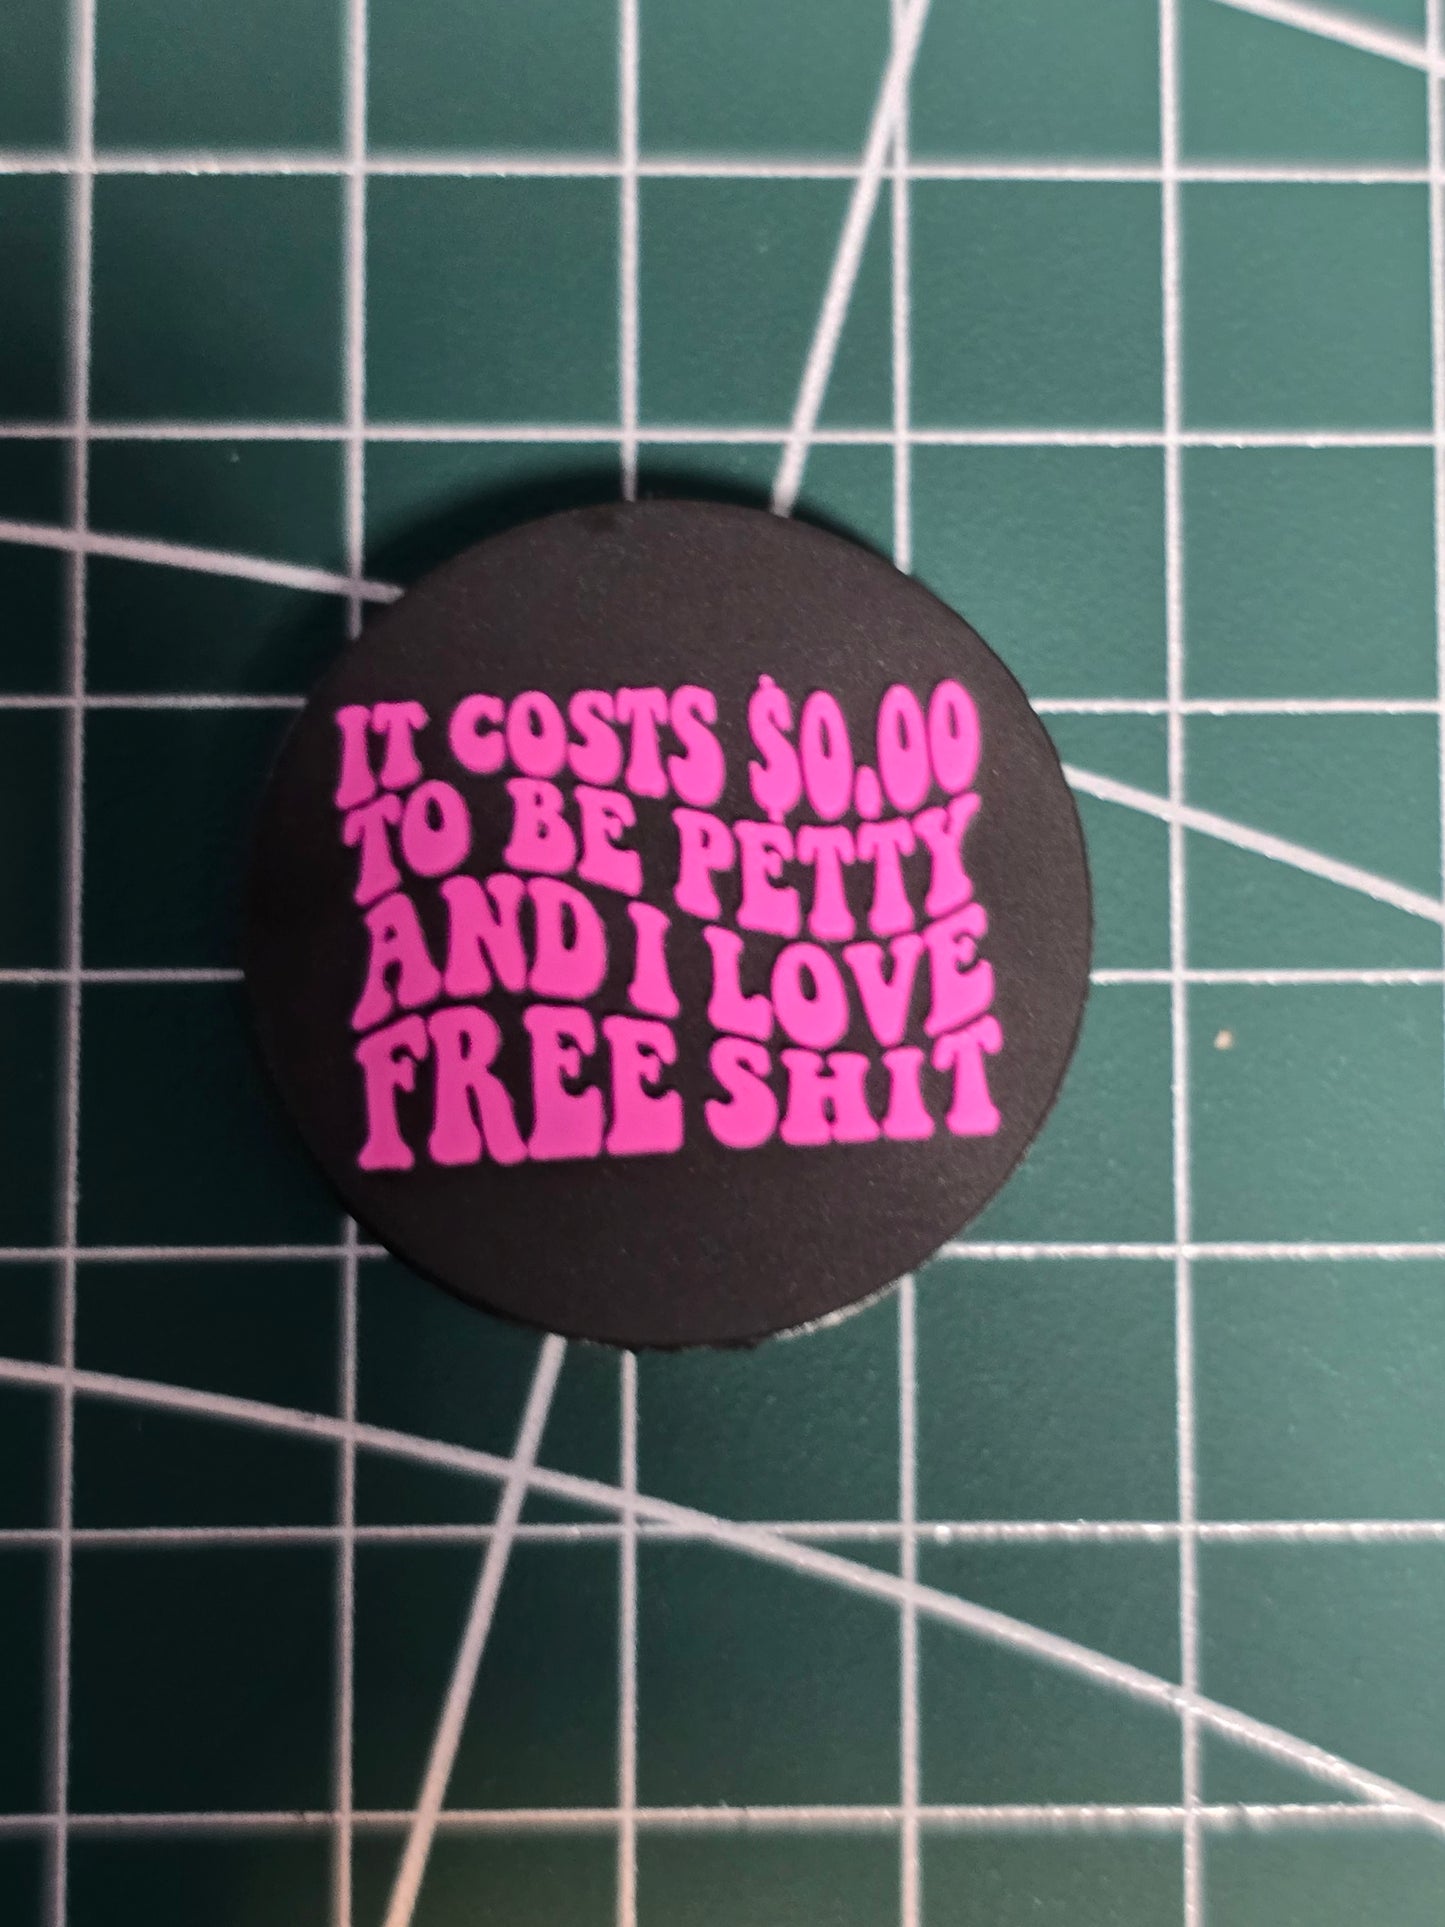 IT COSTS $0.00
TO BE PETTY
AND I LOVE
FREE SHIT